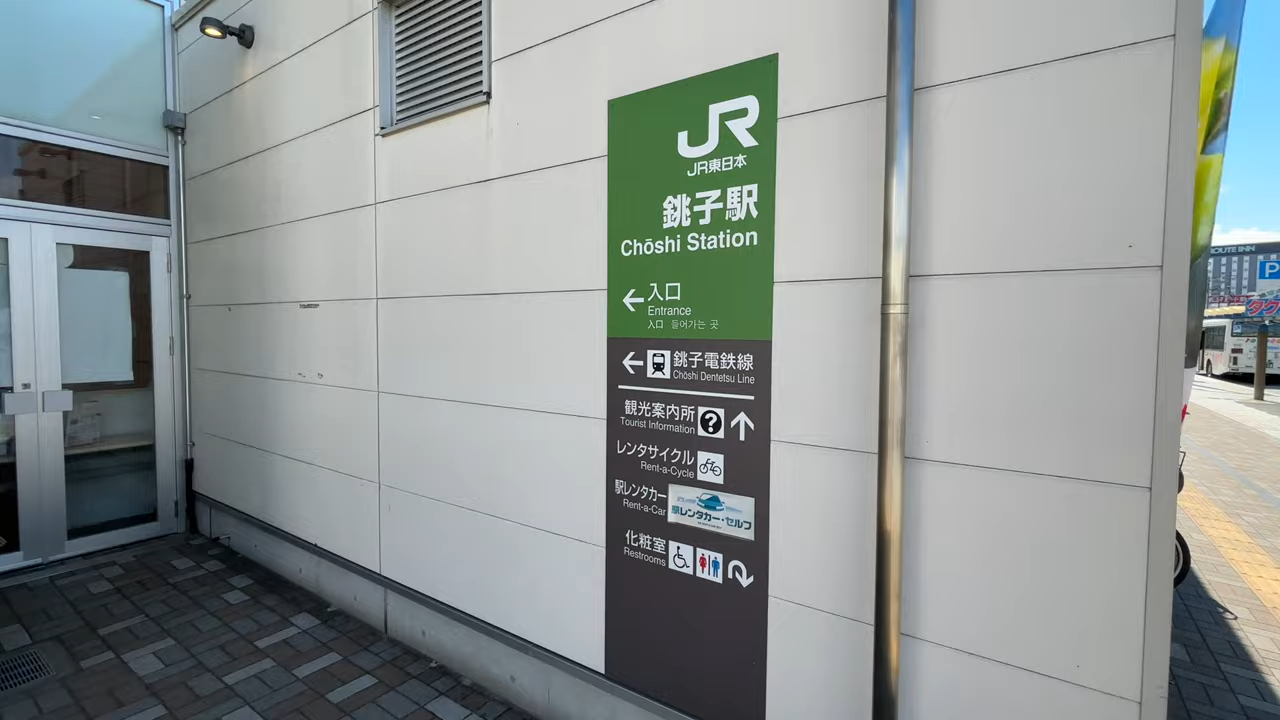 JR
JR東日本
銚子駅
Chōshi Station
入口
Entrance
入口 들어가는 곳
銚子電鉄線
Chōshi Dentetsu Line
観光案内所
Tourist Information
?
レンタサイクル
Rent-a-Cycle
駅レンタカー
Rent-a-Car
駅レンタカー・セルフ
化粧室
Restrooms
ROUTE INN
P
タク